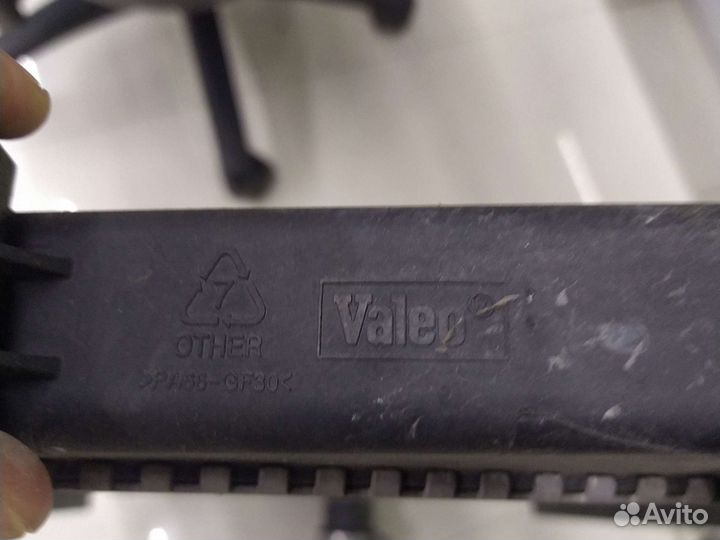 7
OTHER
>PA66-GF30<
Valeo®
Avito